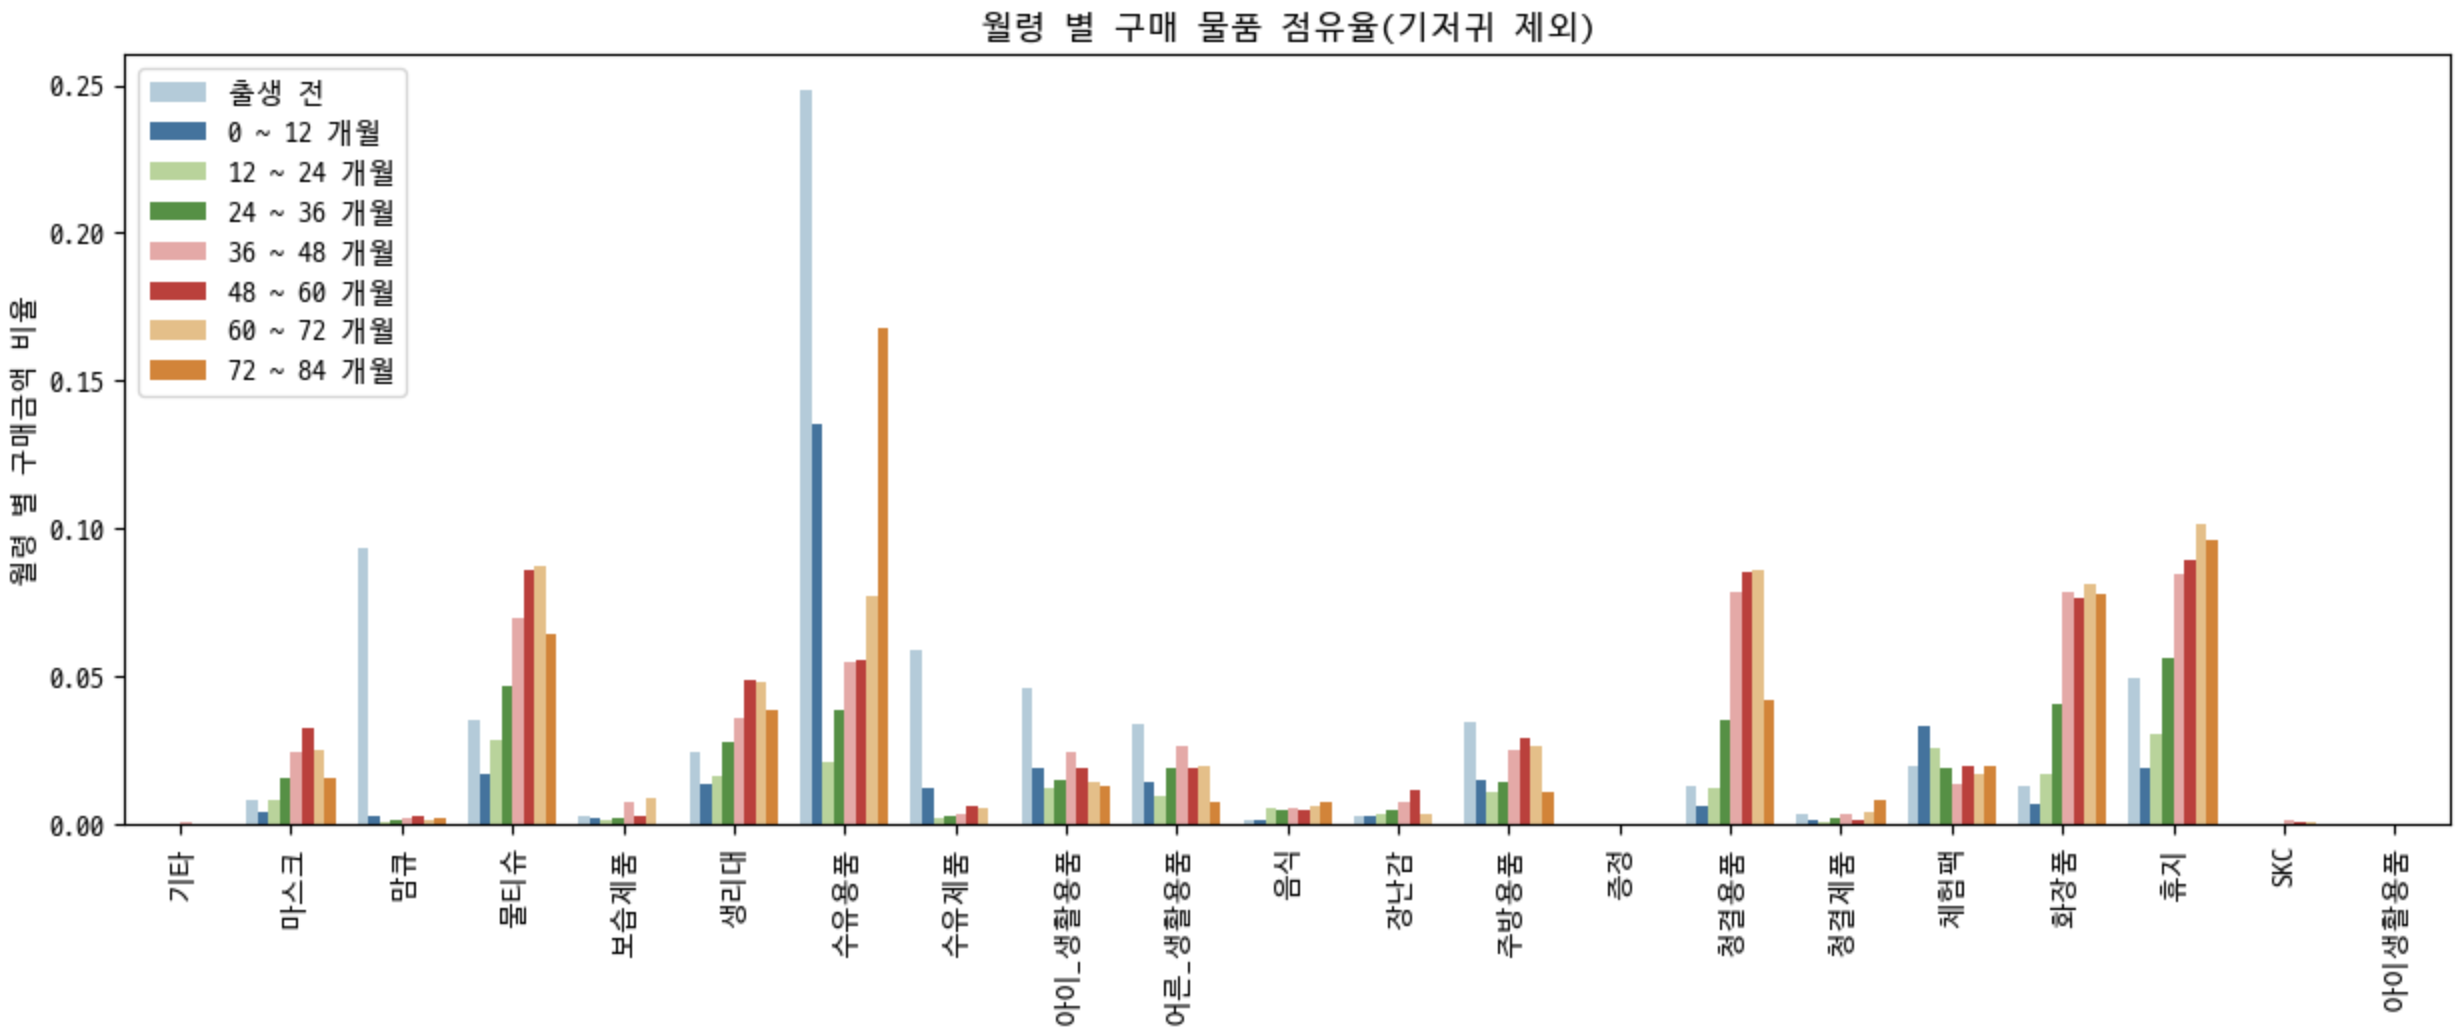 월령 별 구매 물품 점유율(기저귀 제외)
월령 별 구매금액 비율
0.25
0.20
0.15
0.10
0.05
0.00
출생 전
0 ~ 12 개월
12 ~ 24 개월
24 ~ 36 개월
36 ~ 48 개월
48 ~ 60 개월
60 ~ 72 개월
72 ~ 84 개월
기타
마스크
맘큐
물티슈
보습제품
생리대
수유용품
수유제품
아이_생활용품
어른_생활용품
음식
장난감
주방용품
증정
청결용품
청결제품
체험팩
화장품
휴지
SKC
아이생활용품